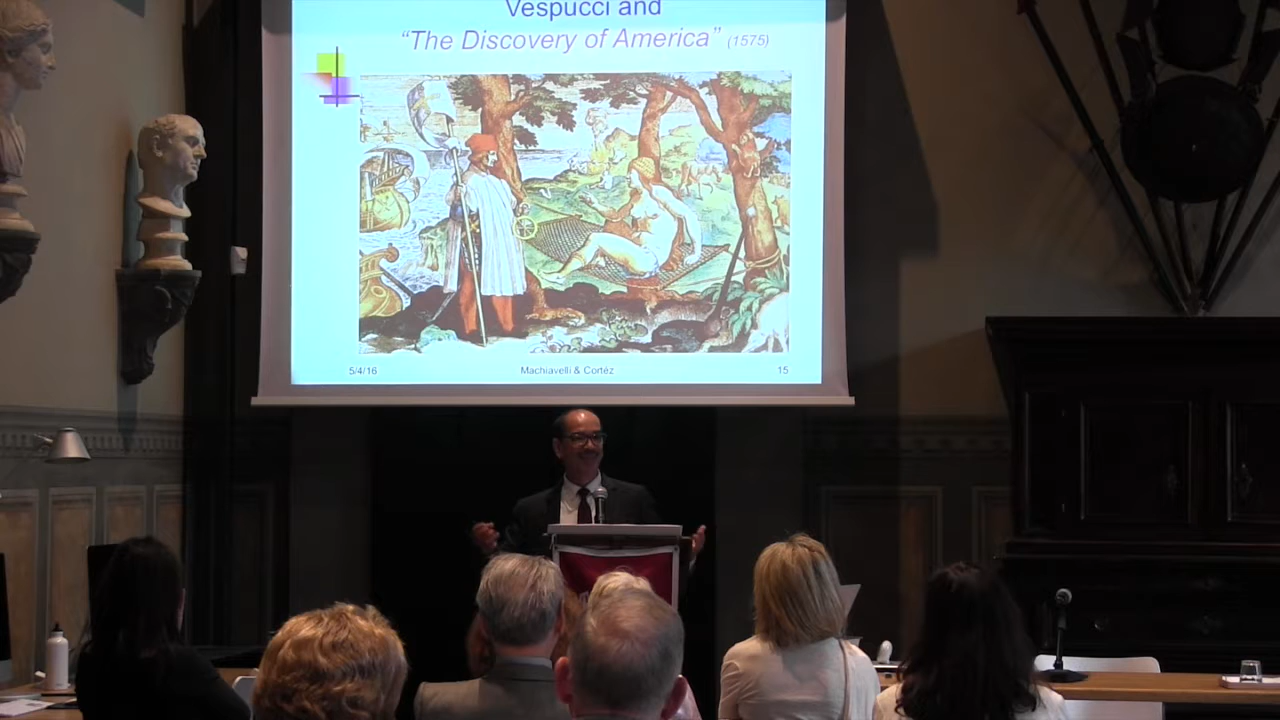 Vespucci and
“The Discovery of America” (1575)
5/4/16
Machiavelli & Cortéz
15